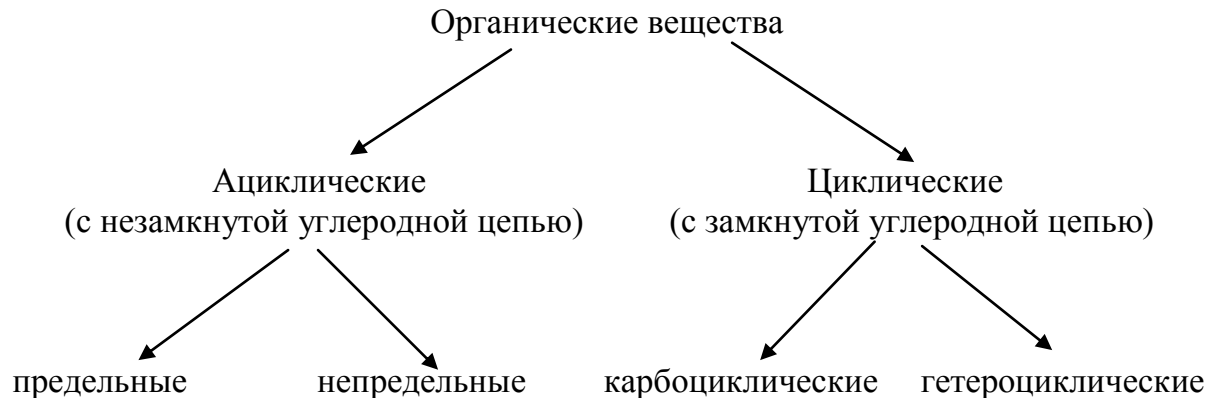 Органические вещества
Ациклические
(с незамкнутой углеродной цепью)
Циклические
(с замкнутой углеродной цепью)
предельные
непредельные
карбоциклические
гетероциклические